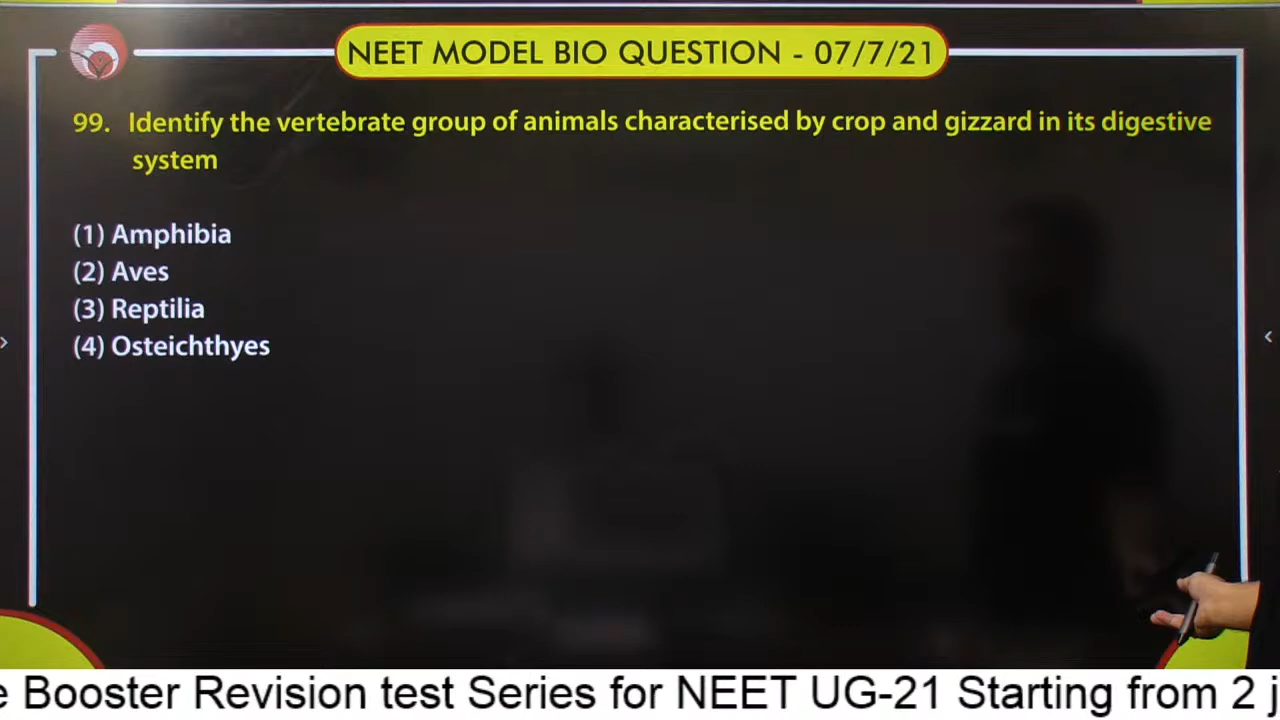 NEET MODEL BIO QUESTION - 07/7/21
99. Identify the vertebrate group of animals characterised by crop and gizzard in its digestive
system
(1) Amphibia
(2) Aves
(3) Reptilia
(4) Osteichthyes
e Booster Revision test Series for NEET UG-21 Starting from 2 j